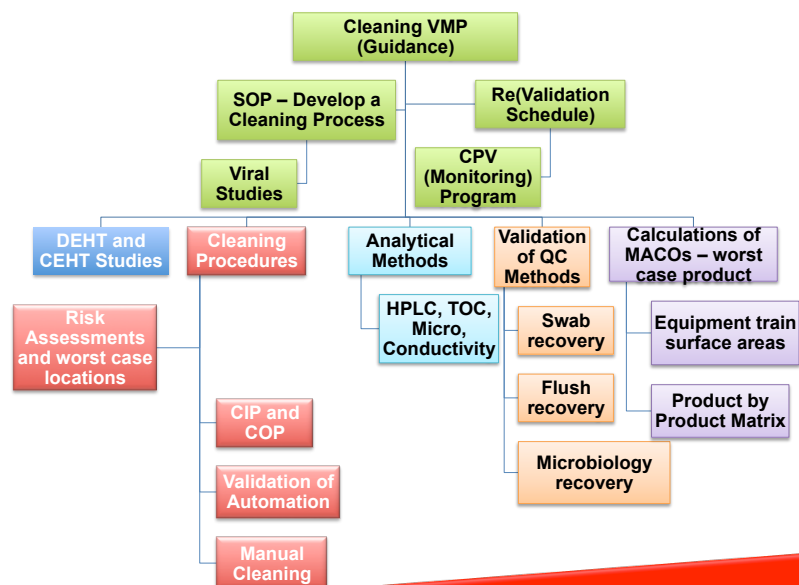 Cleaning VMP
(Guidance)
SOP – Develop a
Cleaning Process
Re(Validation
Schedule)
Viral
Studies
CPV
(Monitoring)
Program
DEHT and
CEHT Studies
Cleaning
Procedures
Analytical
Methods
Validation
of QC
Methods
Calculations of
MACOs – worst
case product
Risk
Assessments
and worst case
locations
HPLC, TOC,
Micro,
Conductivity
Swab
recovery
Equipment train
surface areas
Flush
recovery
Product by
Product Matrix
CIP and
COP
Microbiology
recovery
Validation of
Automation
Manual
Cleaning